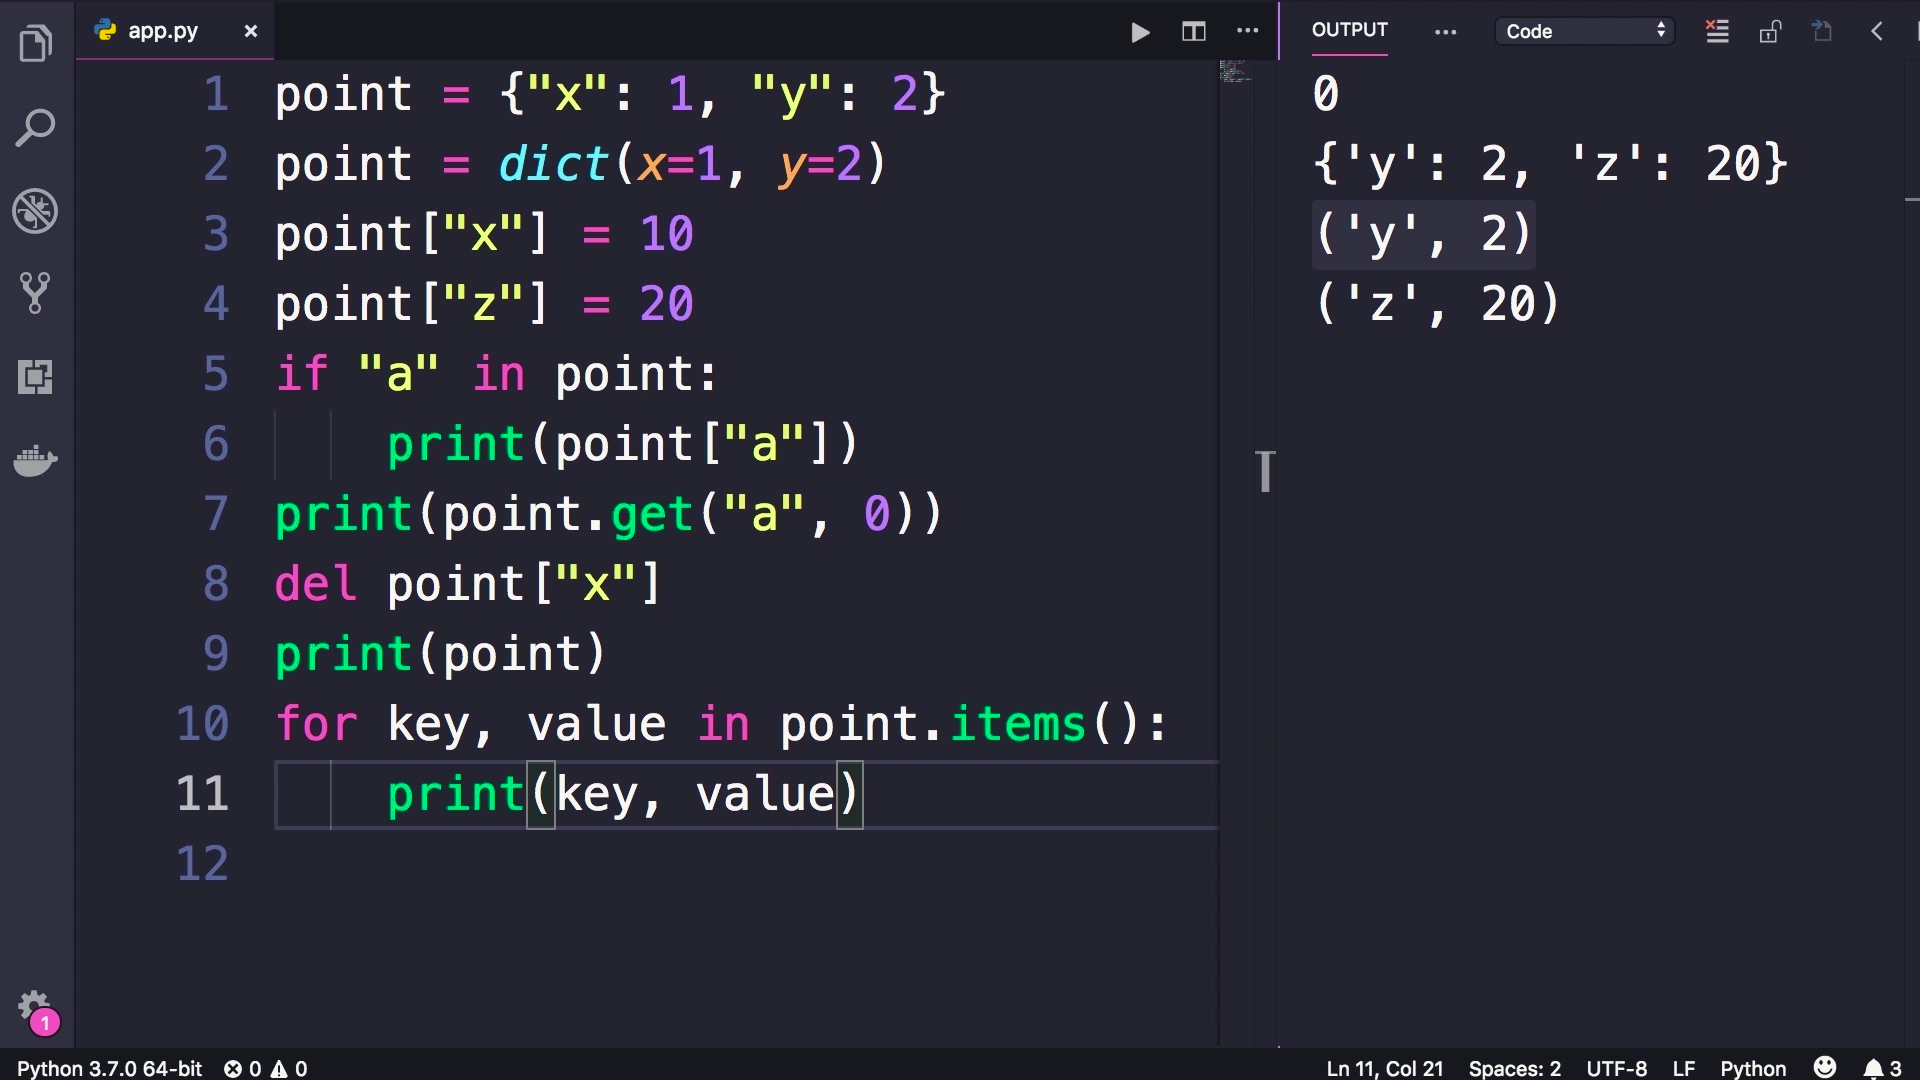 app.py ×
1 point = {"x": 1, "y": 2}
2 point = dict(x=1, y=2)
3 point["x"] = 10
4 point["z"] = 20
5 if "a" in point:
6     print(point["a"])
7 print(point.get("a", 0))
8 del point["x"]
9 print(point)
10 for key, value in point.items():
11     print(key, value)
12
OUTPUT ... Code
0
{'y': 2, 'z': 20}
('y', 2)
('z', 20)
1
Python 3.7.0 64-bit 0 0 Ln 11, Col 21 Spaces: 2 UTF-8 LF Python 3